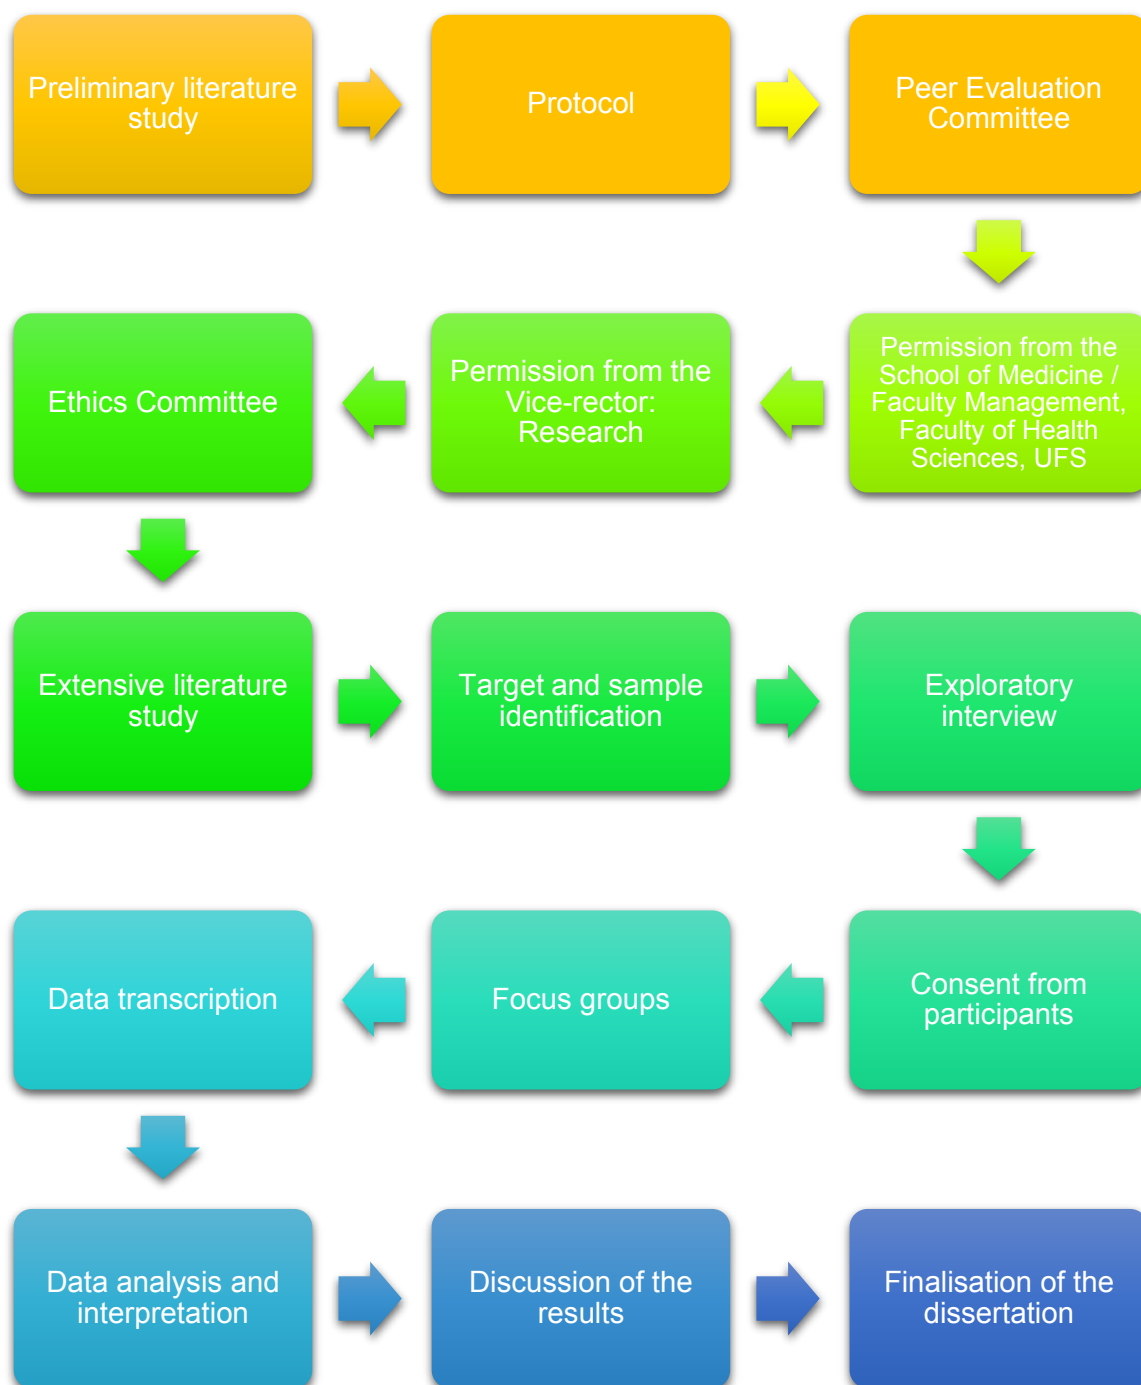 Preliminary literature
study
Protocol
Peer Evaluation
Committee
Permission from the
School of Medicine /
Faculty Management,
Faculty of Health
Sciences, UFS
Permission from the
Vice-rector:
Research
Ethics Committee
Extensive literature
study
Target and sample
identification
Exploratory
interview
Consent from
participants
Focus groups
Data transcription
Data analysis and
interpretation
Discussion of the
results
Finalisation of the
dissertation